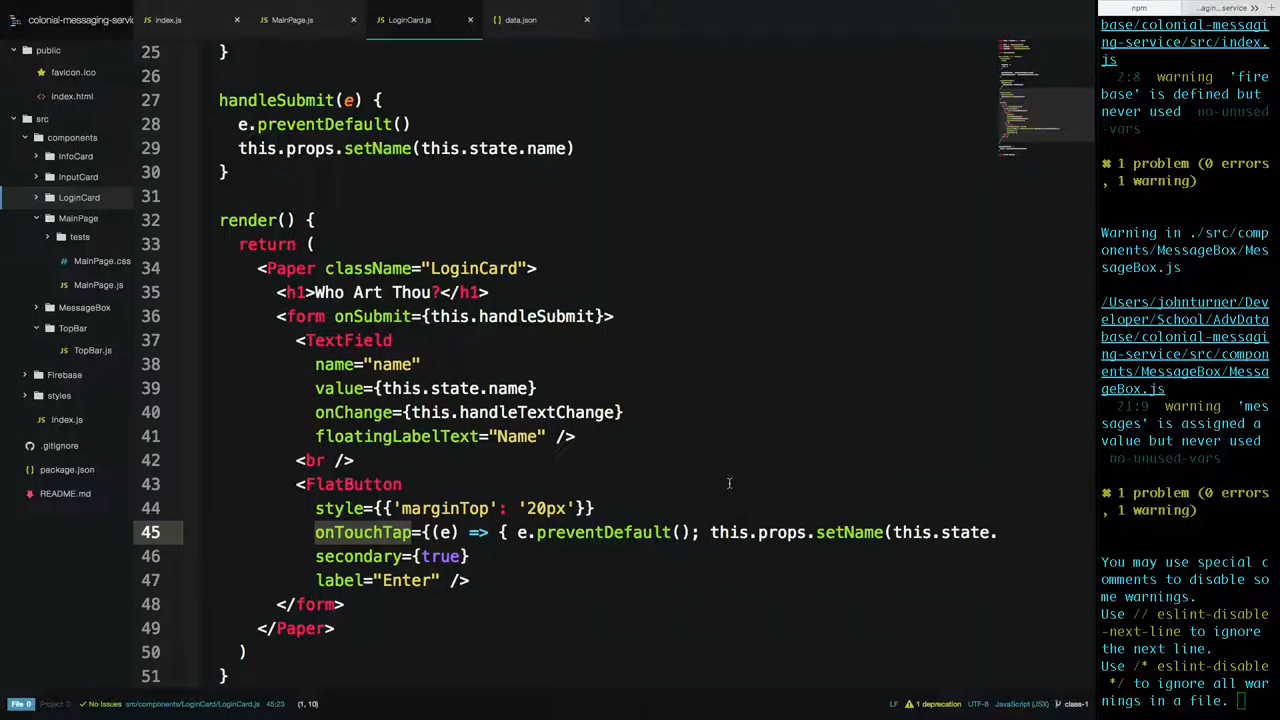 colonial-messaging-servic
index.js
MainPage.js
LoginCard.js
data.json
npm
...agin...service
public
favicon.ico
index.html
src
components
InfoCard
InputCard
LoginCard
MainPage
tests
MainPage.css
MainPage.js
MessageBox
TopBar
TopBar.js
Firebase
styles
index.js
.gitignore
package.json
README.md
25 }
26
27 handleSubmit(e) {
28 e.preventDefault()
29 this.props.setName(this.state.name)
30 }
31
32 render() {
33 return (
34 <Paper className="LoginCard">
35 <h1>Who Art Thou?</h1>
36 <form onSubmit={this.handleSubmit}>
37 <TextField
38 name="name"
39 value={this.state.name}
40 onChange={this.handleTextChange}
41 floatingLabelText="Name" />
42 <br />
43 <FlatButton
44 style={{'marginTop': '20px'}}
45 onTouchTap={(e) => { e.preventDefault(); this.props.setName(this.state.
46 secondary={true}
47 label="Enter" />
48 </form>
49 </Paper>
50 )
51 }
base/colonial-messagi
ng-service/src/index.
js
2:8 warning 'fire
base' is defined but
never used no-unused
-vars
✖ 1 problem (0 errors
, 1 warning)
Warning in ./src/comp
onents/MessageBox/Mes
sageBox.js
/Users/johnturner/Dev
eloper/School/AdvData
base/colonial-messagi
ng-service/src/compon
ents/MessageBox/Messa
geBox.js
21:9 warning 'mes
sages' is assigned a
value but never used
no-unused-vars
✖ 1 problem (0 errors
, 1 warning)
You may use special c
omments to disable so
me warnings.
Use // eslint-disable
-next-line to ignore
the next line.
Use /* eslint-disable
*/ to ignore all war
nings in a file.
File 0 Project 0 No Issues src/components/LoginCard/LoginCard.js 45:23 (1, 10) LF 1 deprecation UTF-8 JavaScript (JSX) class-1